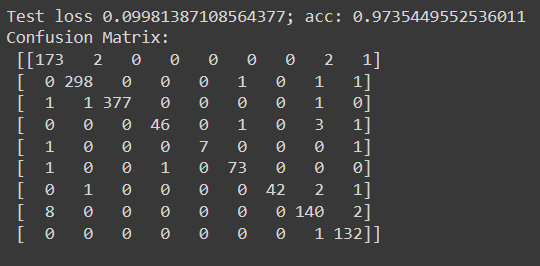 Test loss 0.09981387108564377; acc: 0.9735449552536011
Confusion Matrix:
[[173 2 0 0 0 0 0 2 1]
[ 0 298 0 0 0 1 0 1 1]
[ 1 1 377 0 0 0 0 1 0]
[ 0 0 0 46 0 1 0 3 1]
[ 1 0 0 0 7 0 0 0 1]
[ 1 0 0 1 0 73 0 0 0]
[ 0 1 0 0 0 0 42 2 1]
[ 8 0 0 0 0 0 0 140 2]
[ 0 0 0 0 0 0 0 1 132]]